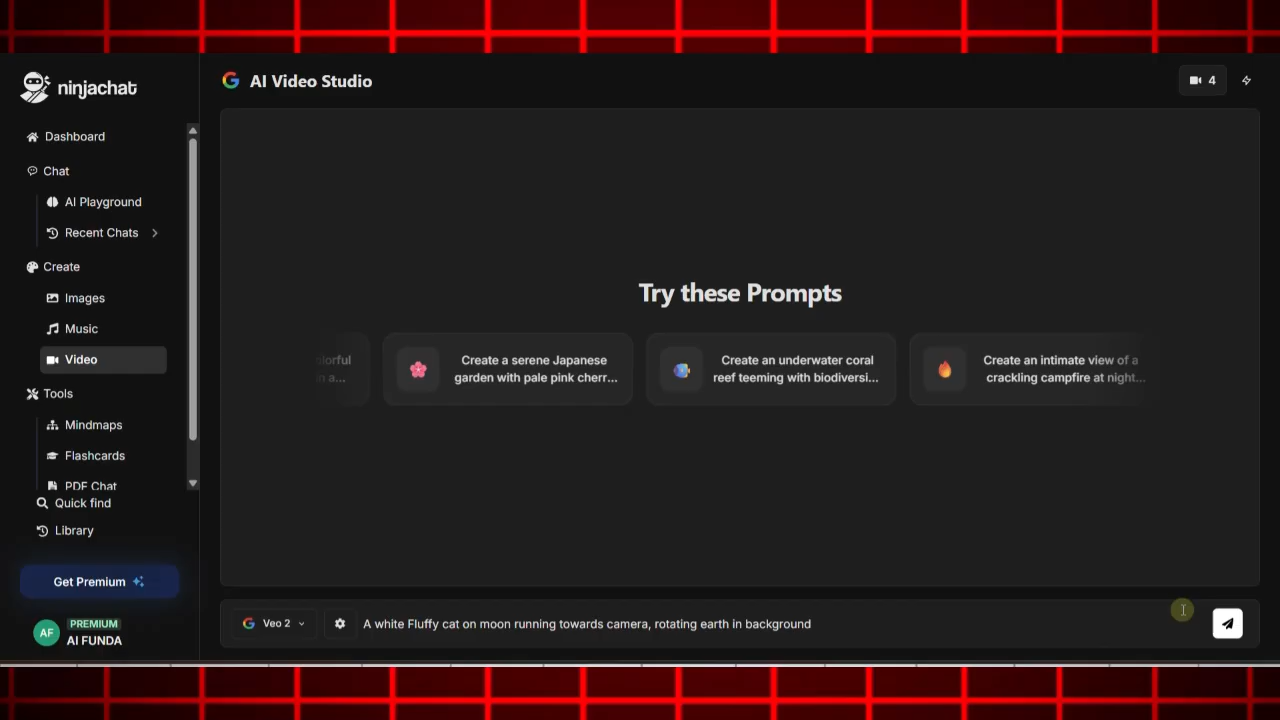 ninjachat
AI Video Studio
4
Dashboard
Chat
AI Playground
Recent Chats
Create
Images
Music
Video
Tools
Mindmaps
Flashcards
PDF Chat
Quick find
Library
Get Premium
AF
PREMIUM
AI FUNDA
Try these Prompts
in a...
Create a serene Japanese
garden with pale pink cherr...
Create an underwater coral
reef teeming with biodiversi...
Create an intimate view of a
crackling campfire at night...
Veo 2
A white Fluffy cat on moon running towards camera, rotating earth in background